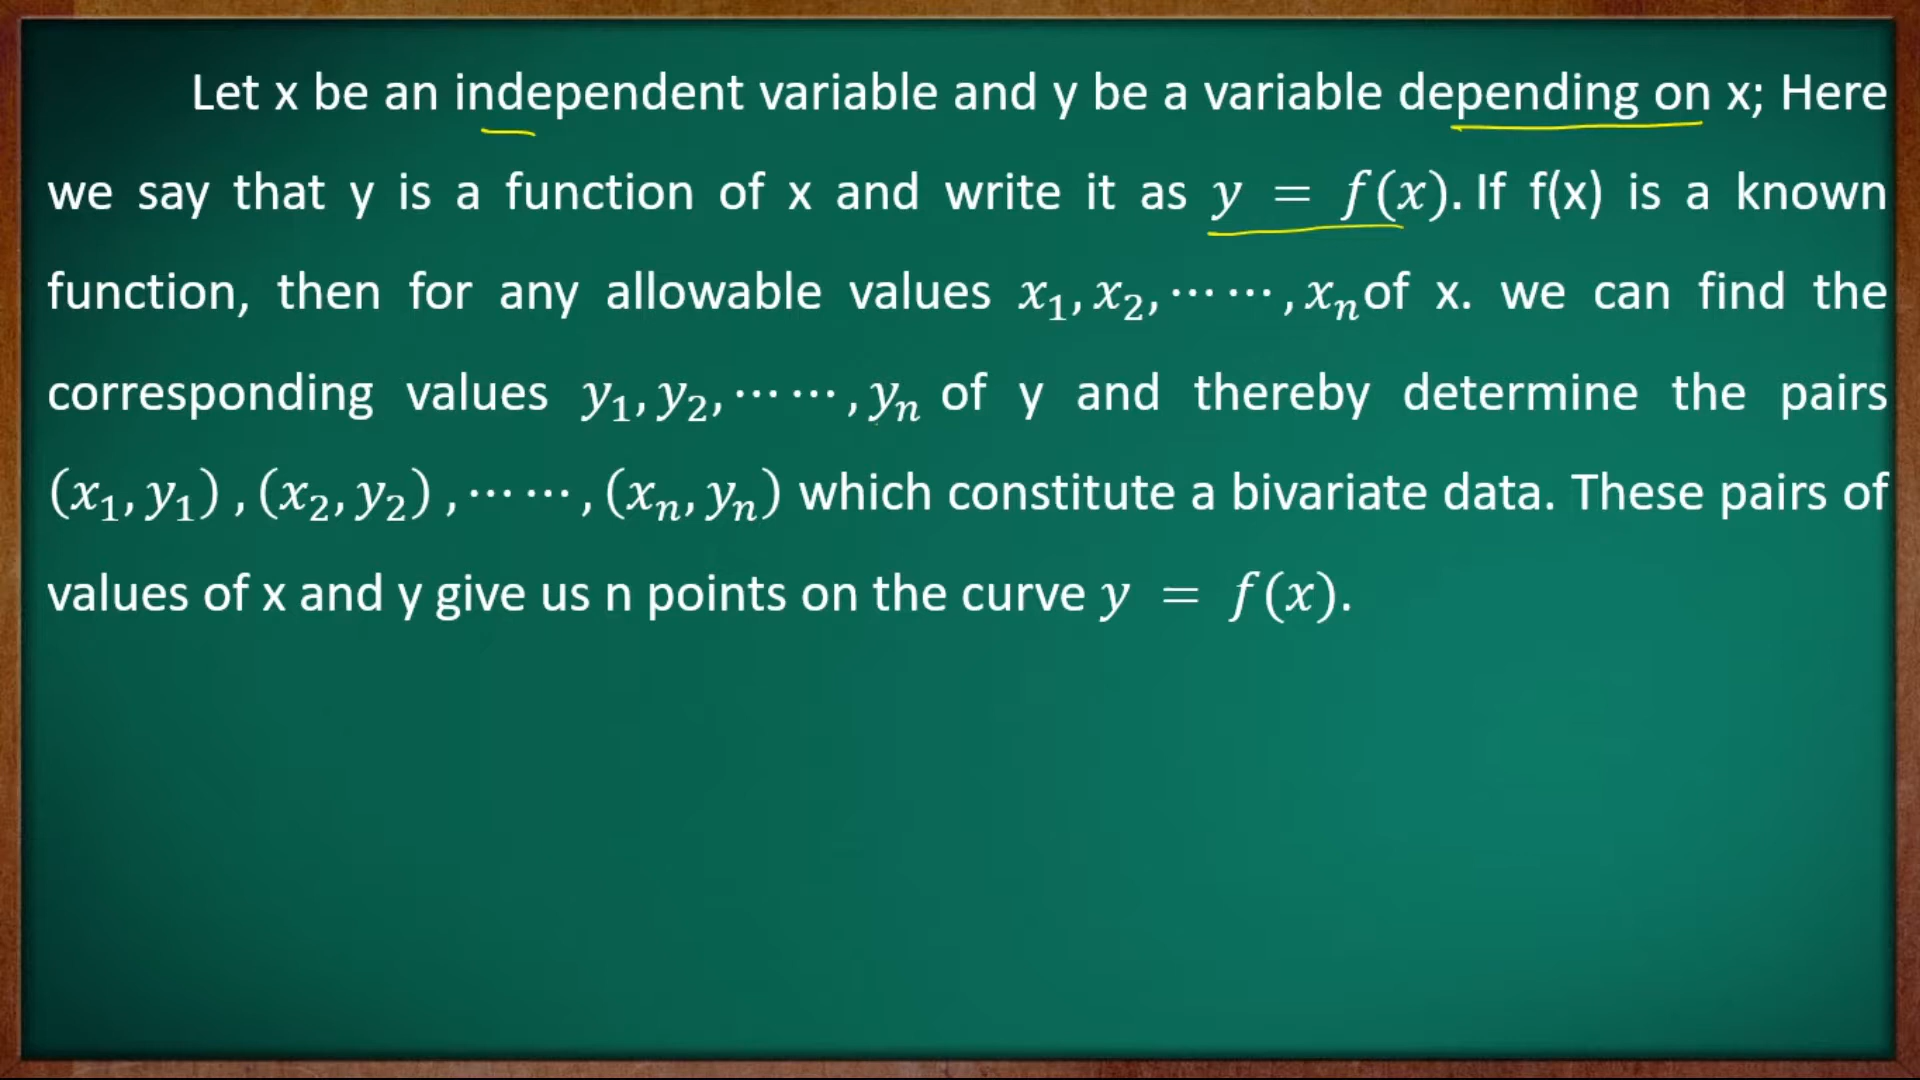 Let x be an independent variable and y be a variable depending on x; Here
we say that y is a function of x and write it as y = f(x). If f(x) is a known
function, then for any allowable values x₁, x₂, ⋯ ⋯ , xₙof x. we can find the
corresponding values y₁, y₂, ⋯ ⋯ , yₙ of y and thereby determine the pairs
(x₁, y₁) , (x₂, y₂) , ⋯ ⋯ , (xₙ, yₙ) which constitute a bivariate data. These pairs of
values of x and y give us n points on the curve y = f(x).